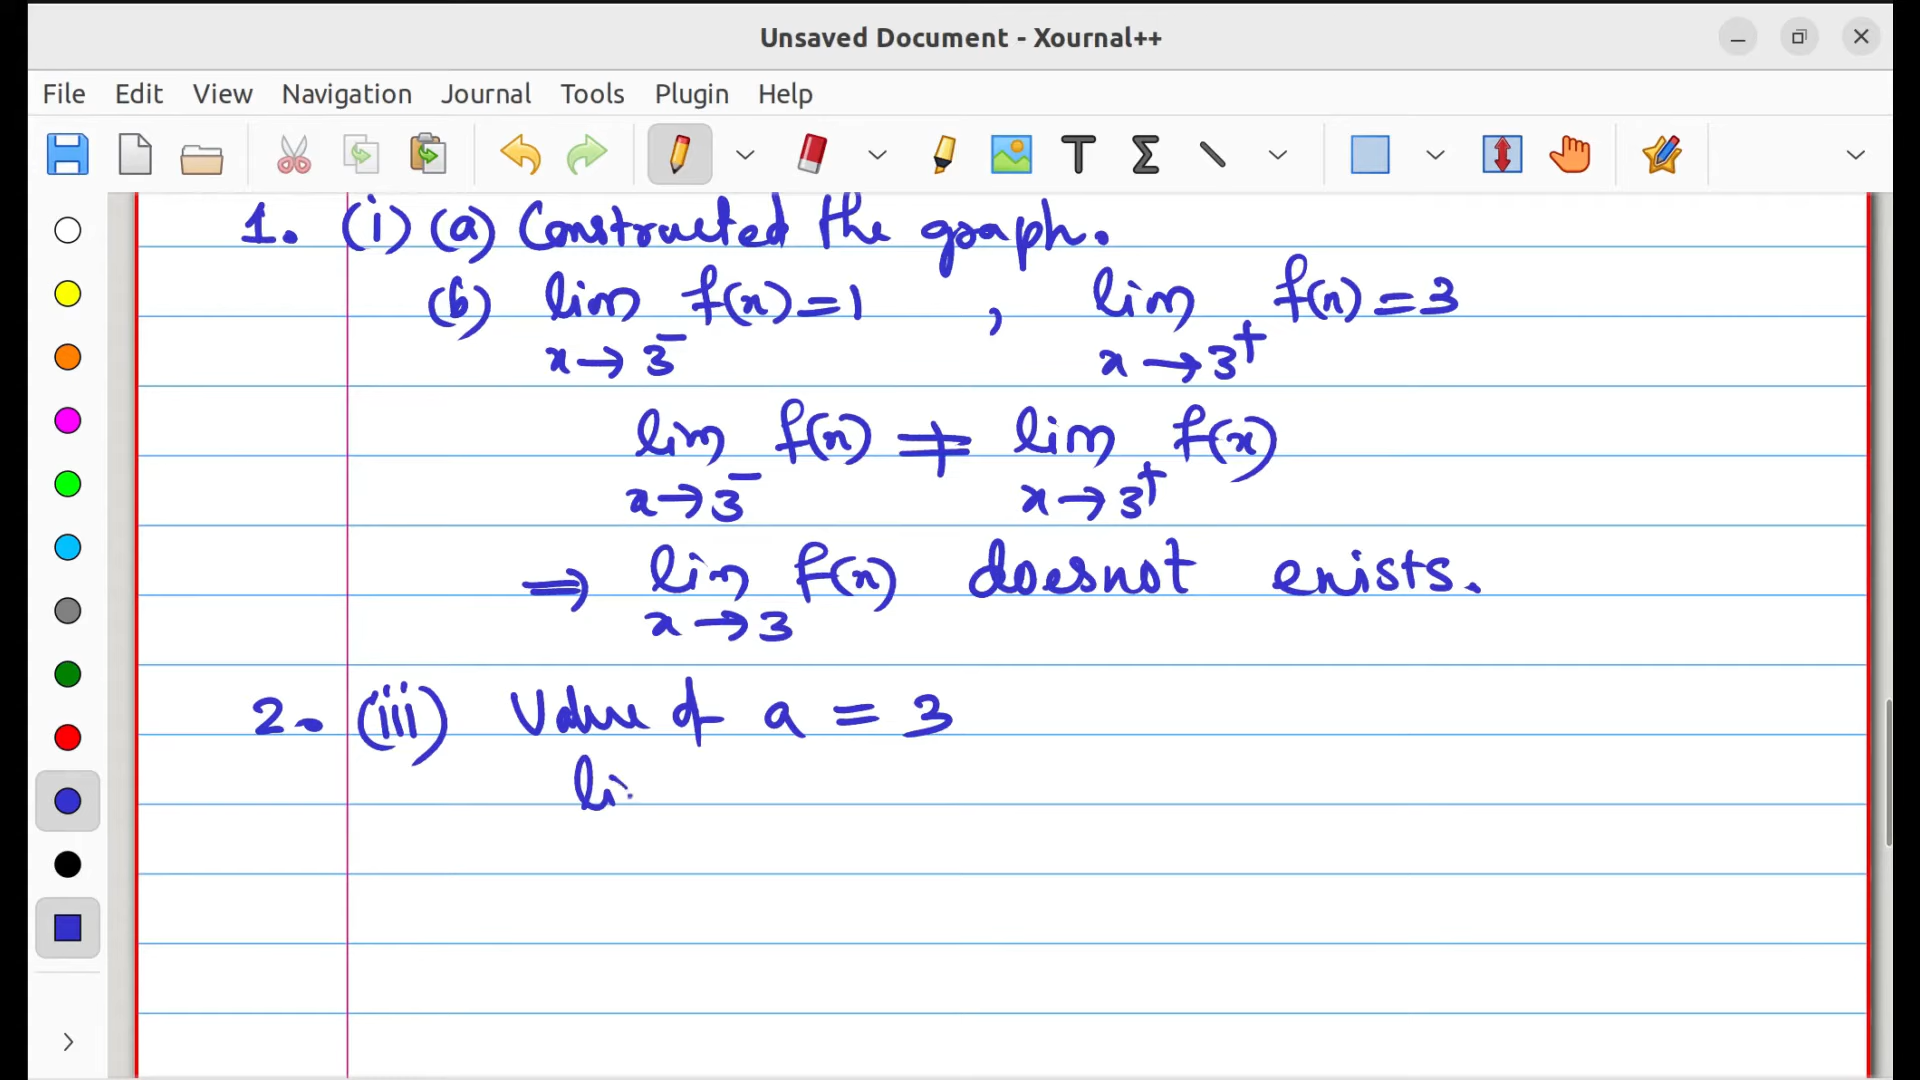 Unsaved Document - Xournal++
File Edit View Navigation Journal Tools Plugin Help
1. (i) (a) Constructed the graph.
(b) lim f(x)=1 , lim f(x)=3
x→3⁻ x→3⁺
lim f(x) ≠ lim f(x)
x→3⁻ x→3⁺
⇒ lim f(x) doesnot exists.
x→3
2. (iii) Value of a = 3
li